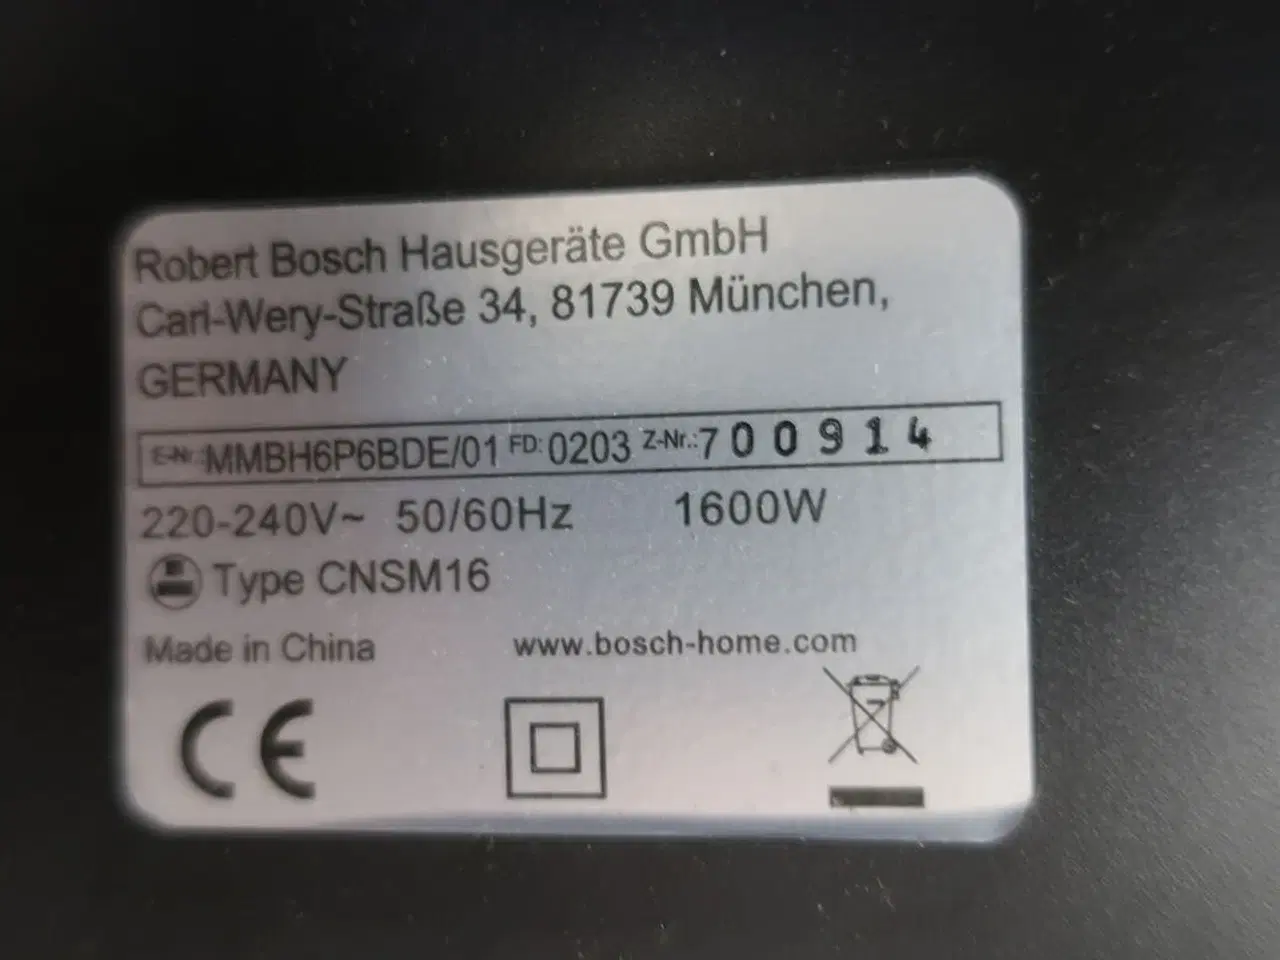 Robert Bosch Hausgeräte GmbH
Carl-Wery-Straße 34, 81739 München,
GERMANY
E-Nr.:MMBH6P6BDE/01 FD:0203 Z-Nr.:700914
220-240V~ 50/60Hz 1600W
Type CNSM16
Made in China www.bosch-home.com
CE